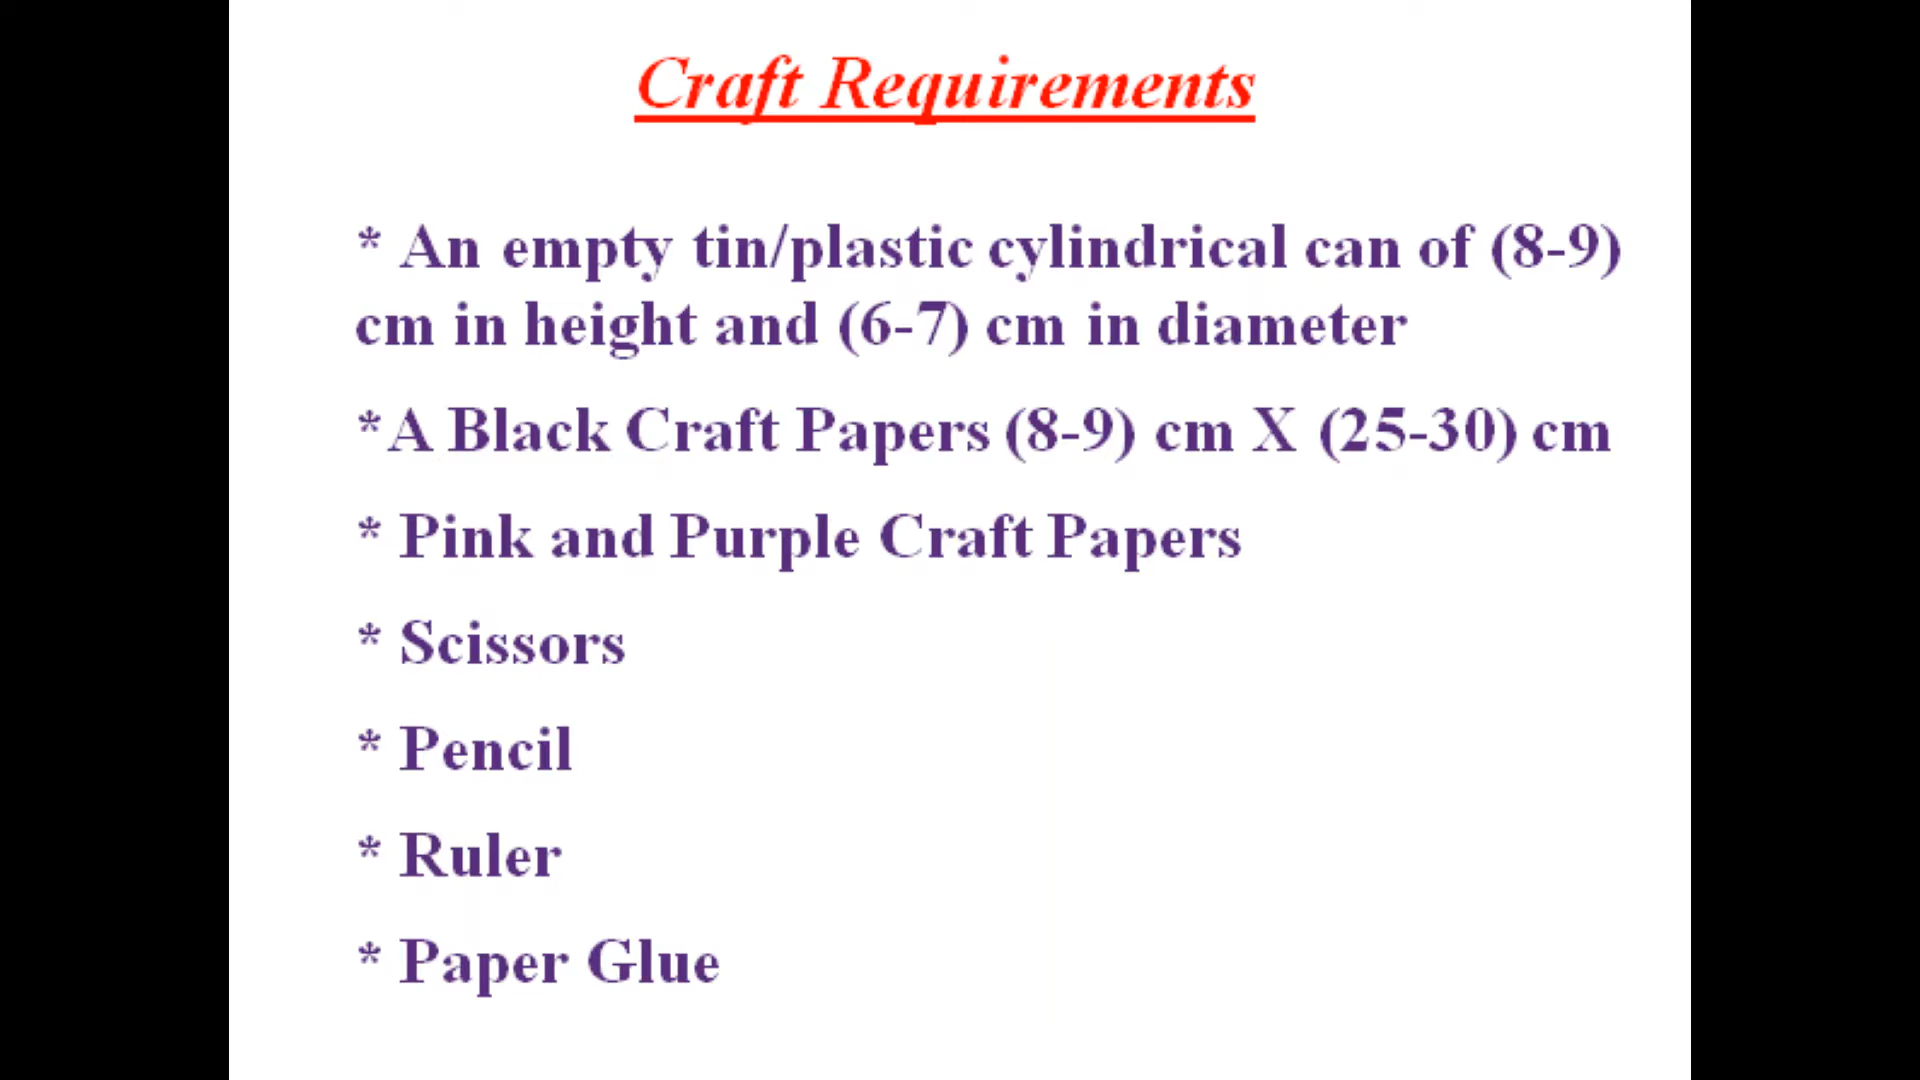 Craft Requirements
* An empty tin/plastic cylindrical can of (8-9)
cm in height and (6-7) cm in diameter
*A Black Craft Papers (8-9) cm X (25-30) cm
* Pink and Purple Craft Papers
* Scissors
* Pencil
* Ruler
* Paper Glue